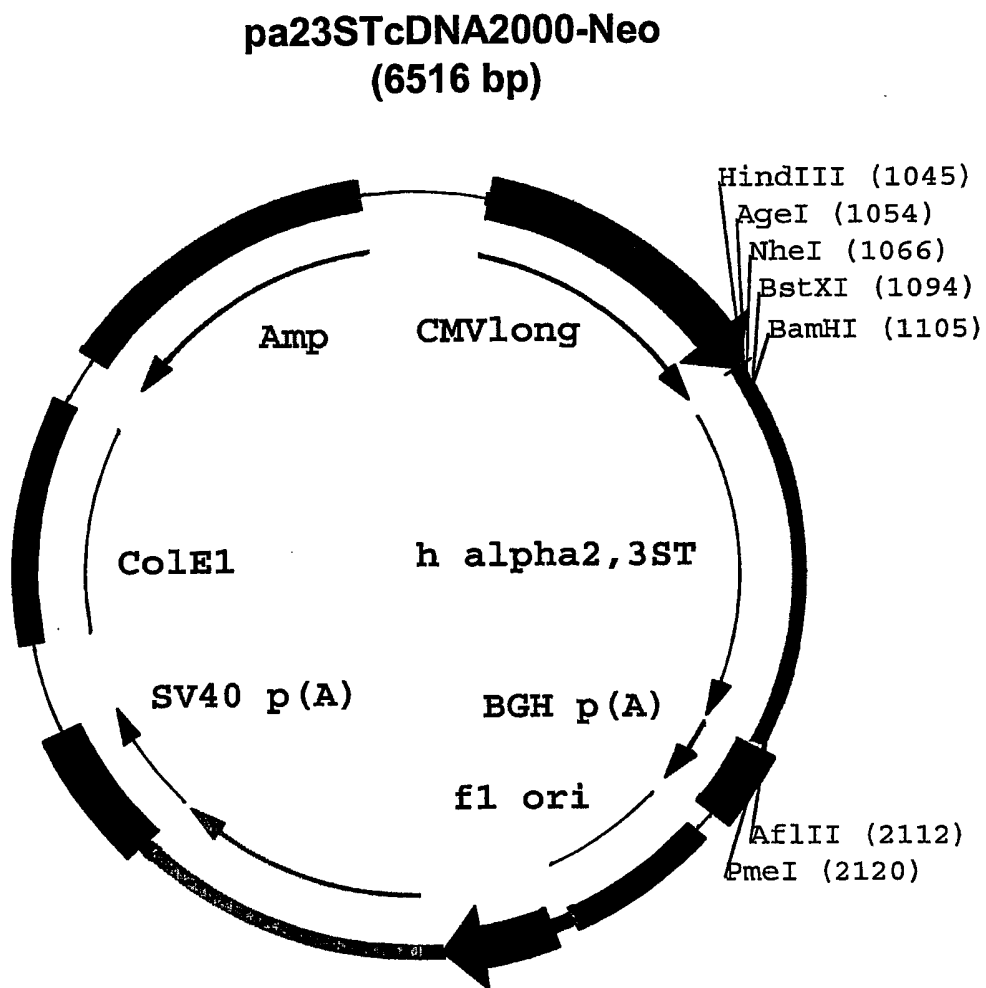 pa23STcDNA2000-Neo
(6516 bp)
HindIII (1045)
AgeI (1054)
NheI (1066)
BstXI (1094)
BamHI (1105)
Amp
CMVlong
ColE1
h alpha2,3ST
SV40 p(A)
BGH p(A)
f1 ori
AflII (2112)
PmeI (2120)